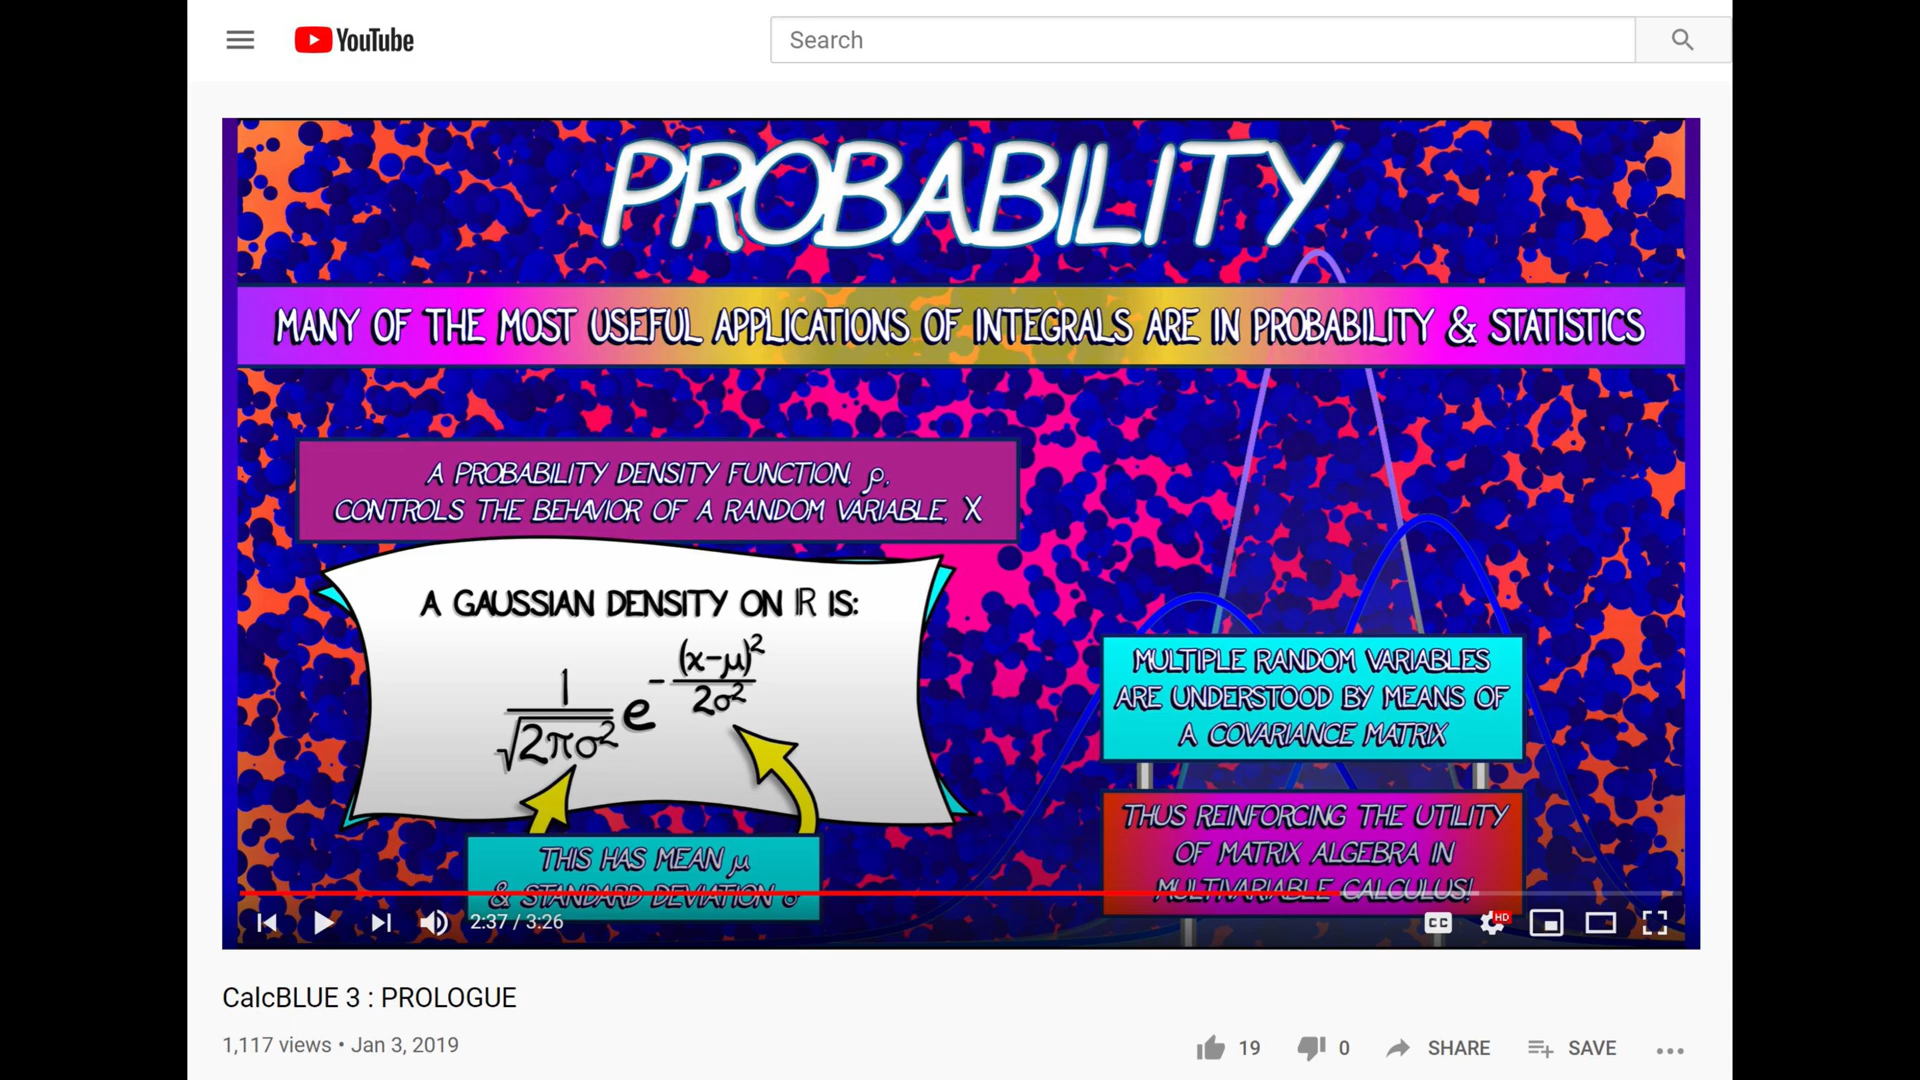 YouTube
Search
PROBABILITY
MANY OF THE MOST USEFUL APPLICATIONS OF INTEGRALS ARE IN PROBABILITY & STATISTICS
A PROBABILITY DENSITY FUNCTION, ρ,
CONTROLS THE BEHAVIOR OF A RANDOM VARIABLE, X
A GAUSSIAN DENSITY ON ℝ IS:
1/√(2πσ²) e^(-(x-μ)²/2σ²)
THIS HAS MEAN μ
& STANDARD DEVIATION σ
MULTIPLE RANDOM VARIABLES
ARE UNDERSTOOD BY MEANS OF
A COVARIANCE MATRIX
THUS REINFORCING THE UTILITY
OF MATRIX ALGEBRA IN
MULTIVARIABLE CALCULUS!
2:37 / 3:26
CC
HD
CalcBLUE 3 : PROLOGUE
1,117 views • Jan 3, 2019
19
0
SHARE
SAVE